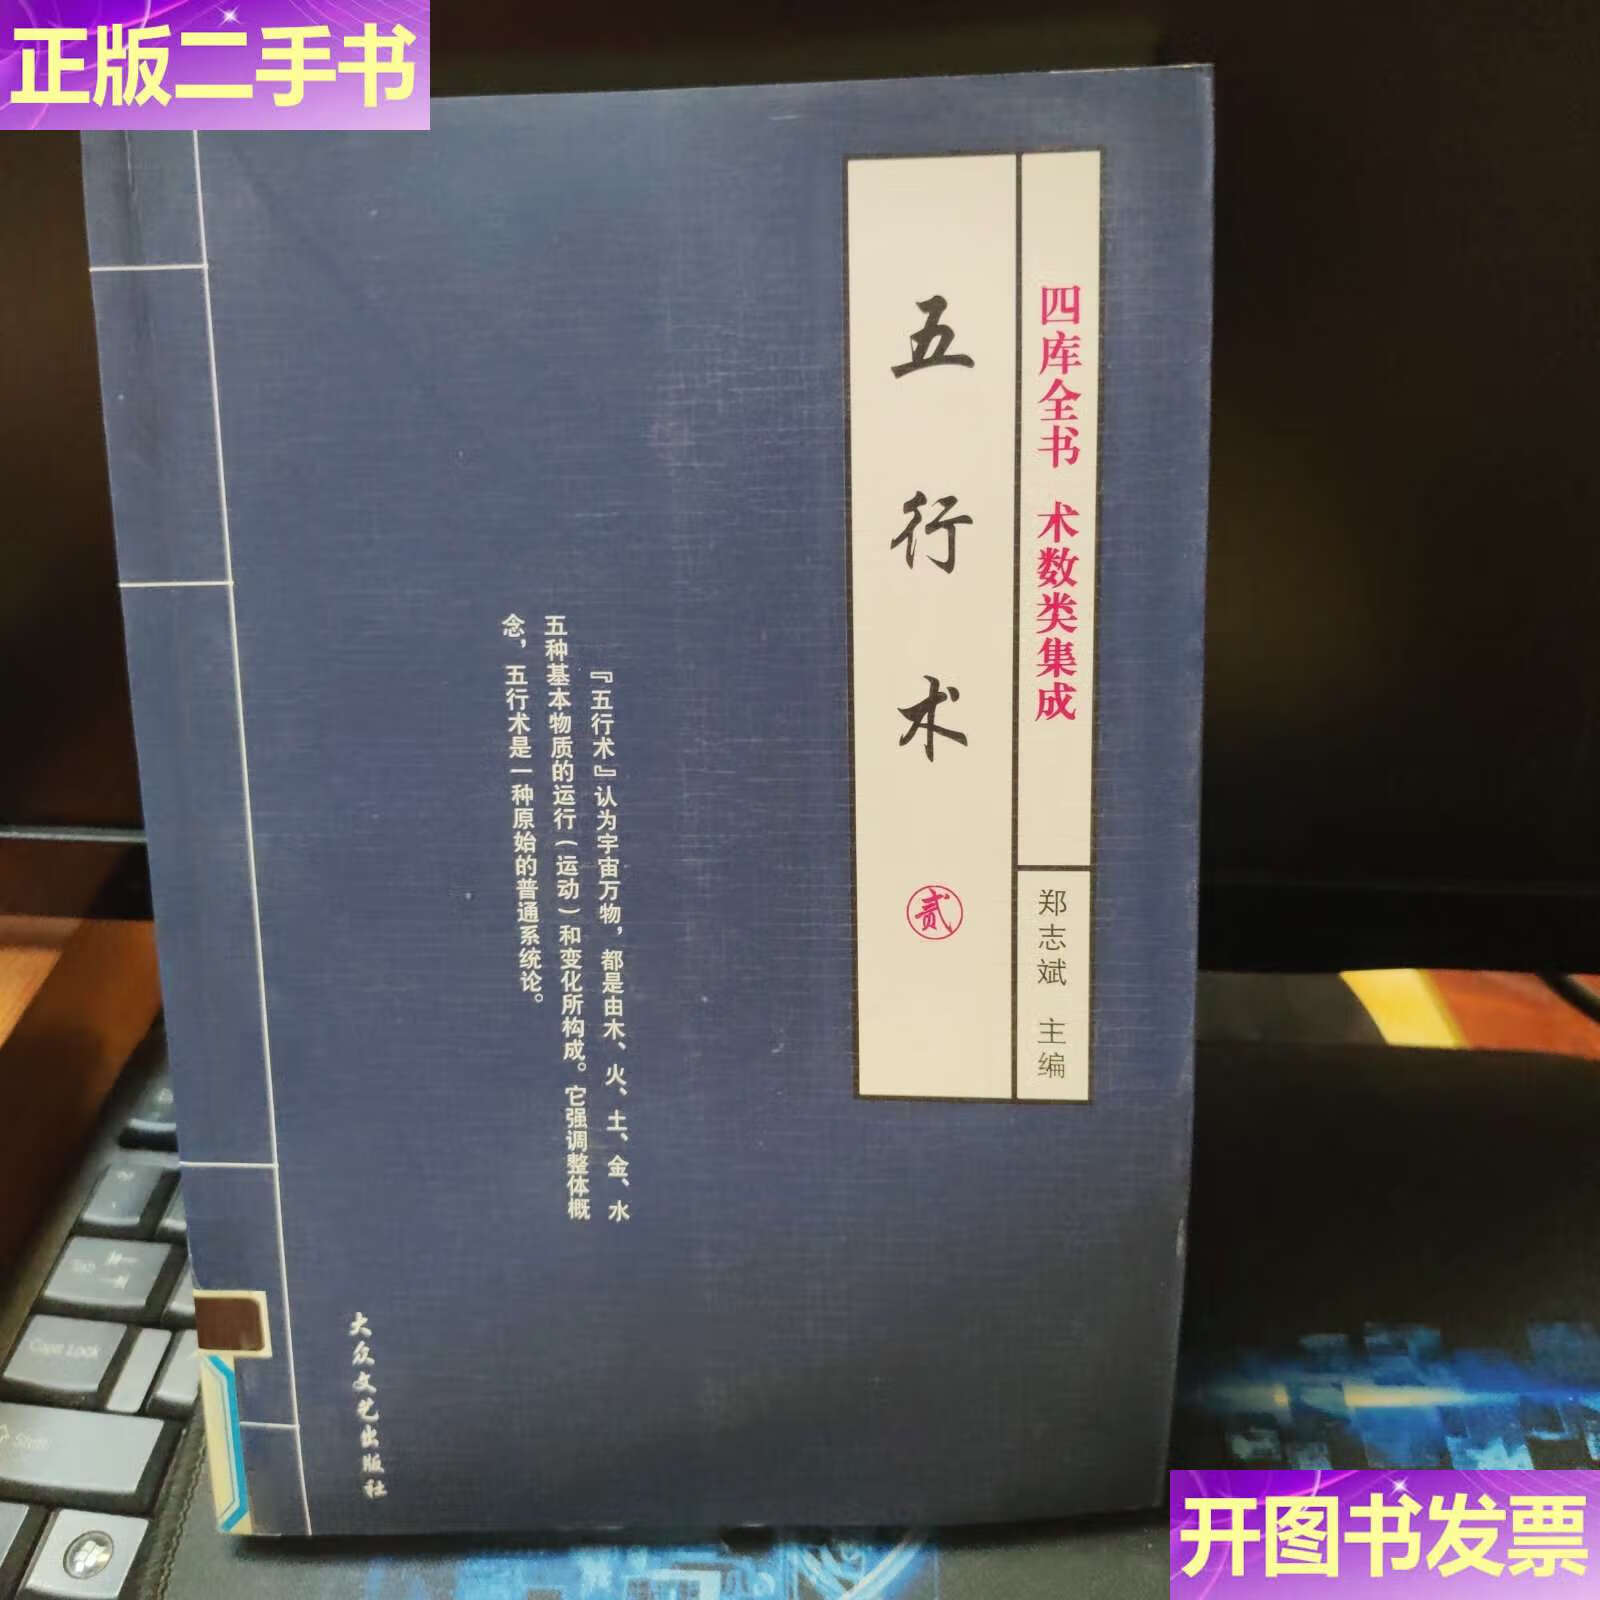 正版二手书
四库全书 术数类集成
郑志斌 主编
五行术 贰
『五行术』认为宇宙万物，都是由木、火、土、金、水
五种基本物质的运行（运动）和变化所构成。它强调整体概
念，五行术是一种原始的普通系统论。
大众文艺出版社
Tab
Caps Lock
Shift
开图书发票